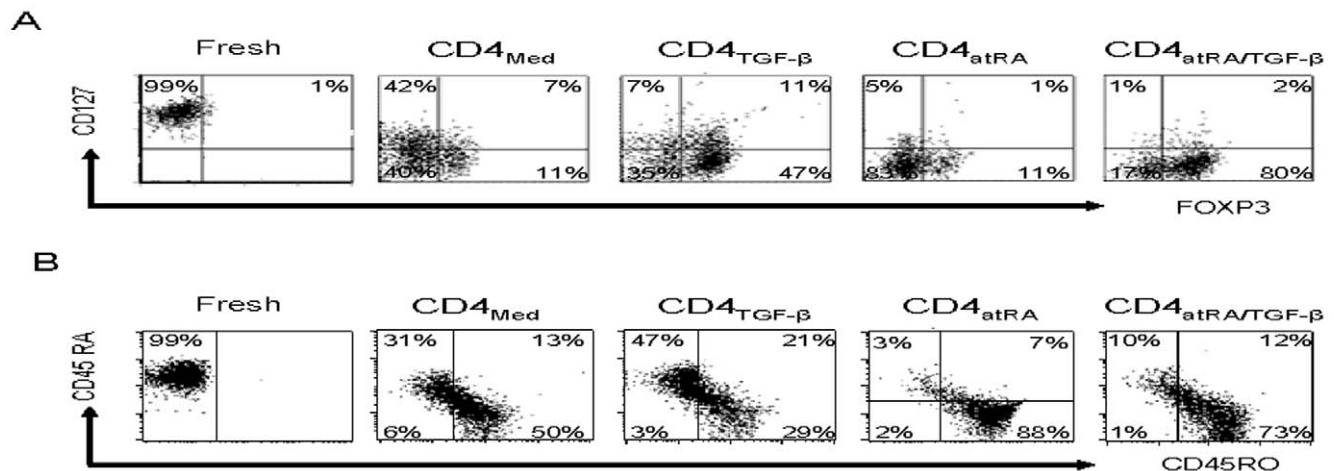 A
Fresh CD4Med CD4TGF-β CD4atRA CD4atRA/TGF-β
99% 1% 42% 7% 7% 11% 5% 1% 1% 2%
CD127
40% 11% 35% 47% 83% 11% 17% 80%
FOXP3
B
Fresh CD4Med CD4TGF-β CD4atRA CD4atRA/TGF-β
99% 31% 13% 47% 21% 3% 7% 10% 12%
CD45RA
6% 50% 3% 29% 2% 88% 1% 73%
CD45RO